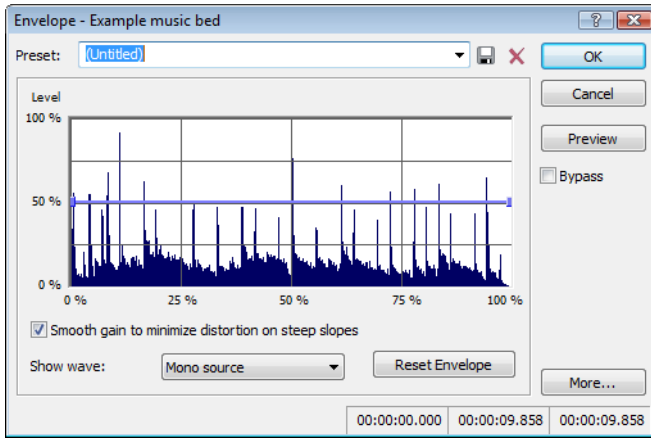 Envelope - Example music bed
Preset: (Untitled)
OK
Cancel
Preview
Bypass
Level
100 %
50 %
0 %
0 % 25 % 50 % 75 % 100 %
Smooth gain to minimize distortion on steep slopes
Show wave: Mono source Reset Envelope
More...
00:00:00.000 00:00:09.858 00:00:09.858